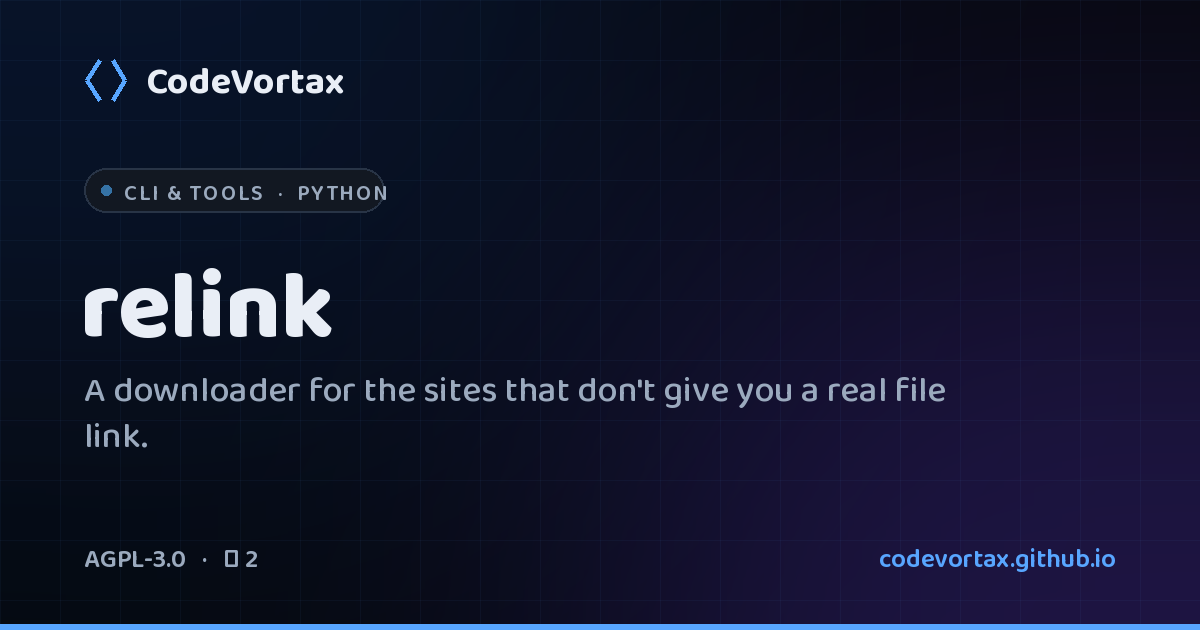 CodeVortax
CLI & TOOLS · PYTHON
relink
A downloader for the sites that don't give you a real file
link.
AGPL-3.0 · ▯ 2
codevortax.github.io